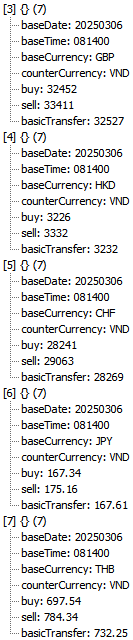 [3] {} (7)
baseDate: 20250306
baseTime: 081400
baseCurrency: GBP
counterCurrency: VND
buy: 32452
sell: 33411
basicTransfer: 32527
[4] {} (7)
baseDate: 20250306
baseTime: 081400
baseCurrency: HKD
counterCurrency: VND
buy: 3226
sell: 3332
basicTransfer: 3232
[5] {} (7)
baseDate: 20250306
baseTime: 081400
baseCurrency: CHF
counterCurrency: VND
buy: 28241
sell: 29063
basicTransfer: 28269
[6] {} (7)
baseDate: 20250306
baseTime: 081400
baseCurrency: JPY
counterCurrency: VND
buy: 167.34
sell: 175.16
basicTransfer: 167.61
[7] {} (7)
baseDate: 20250306
baseTime: 081400
baseCurrency: THB
counterCurrency: VND
buy: 697.54
sell: 784.34
basicTransfer: 732.25